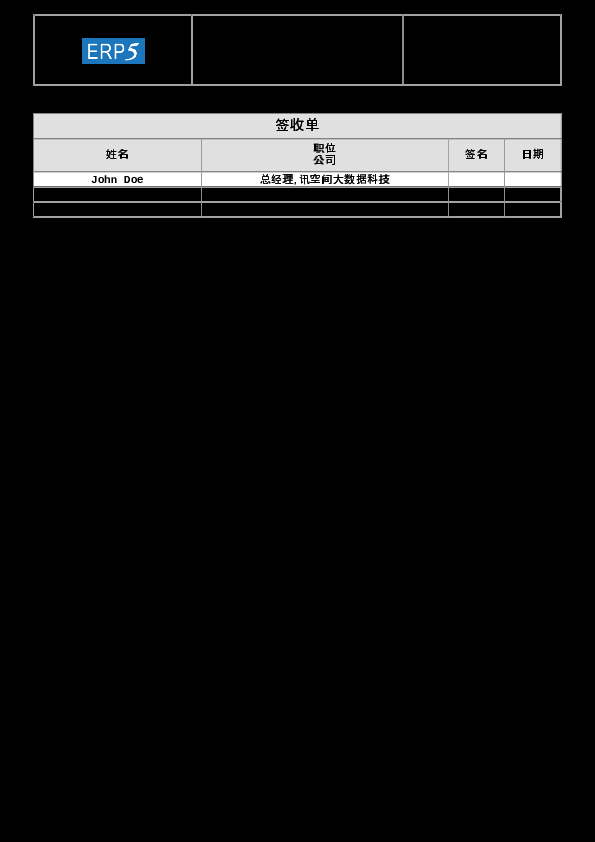 ERP5
签收单
姓名
职位
公司
签名
日期
John Doe
总经理,讯空间大数据科技